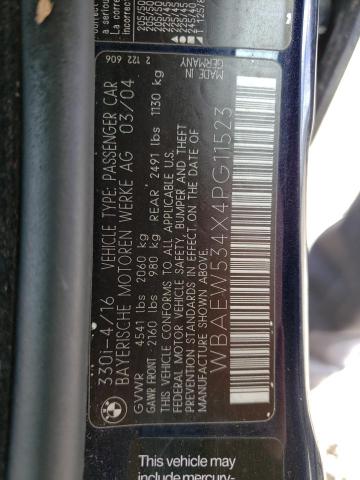 330i-4/16 VEHICLE TYPE: PASSENGER CAR
BAYERISCHE MOTOREN WERKE AG 03/04
GVWR 4541 lbs 2060 kg
GAWR FRONT 2160 lbs 980 kg REAR 2491 lbs 1130 kg
THIS VEHICLE CONFORMS TO ALL APPLICABLE U.S.
FEDERAL MOTOR VEHICLE SAFETY, BUMPER AND THEFT
PREVENTION STANDARDS IN EFFECT ON THE DATE OF
MANUFACTURE SHOWN ABOVE.
WBAEW534X4PG11523
2 122 606
MADE IN
GERMANY
This vehicle may
include mercury-